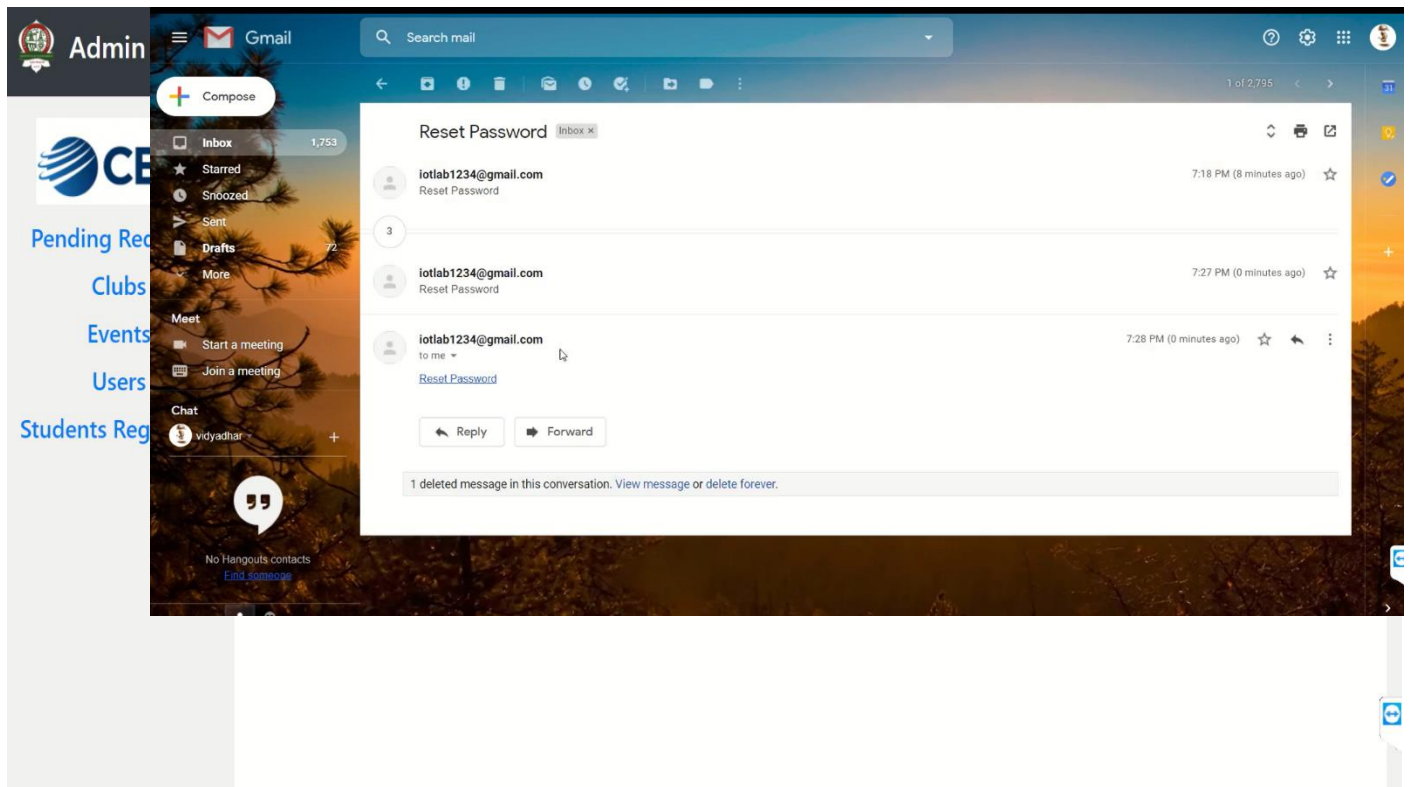 Admin
CE
Pending Rec
Clubs
Events
Users
Students Reg
Gmail
Search mail
Compose
1 of 2,795
31
Inbox 1,753
Starred
Snoozed
Sent
Drafts 72
More
Meet
Start a meeting
Join a meeting
Chat
vidyadhar
No Hangouts contacts
Find someone
Reset Password Inbox ×
iotlab1234@gmail.com 7:18 PM (8 minutes ago)
Reset Password
3
iotlab1234@gmail.com 7:27 PM (0 minutes ago)
Reset Password
iotlab1234@gmail.com 7:28 PM (0 minutes ago)
to me
Reset Password
Reply Forward
1 deleted message in this conversation. View message or delete forever.